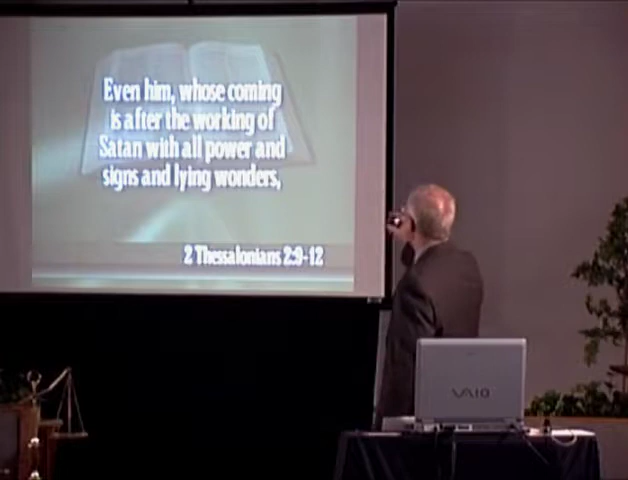 Even him, whose coming
is after the working of
Satan with all power and
signs and lying wonders,
2 Thessalonians 2:9-12
VAIO